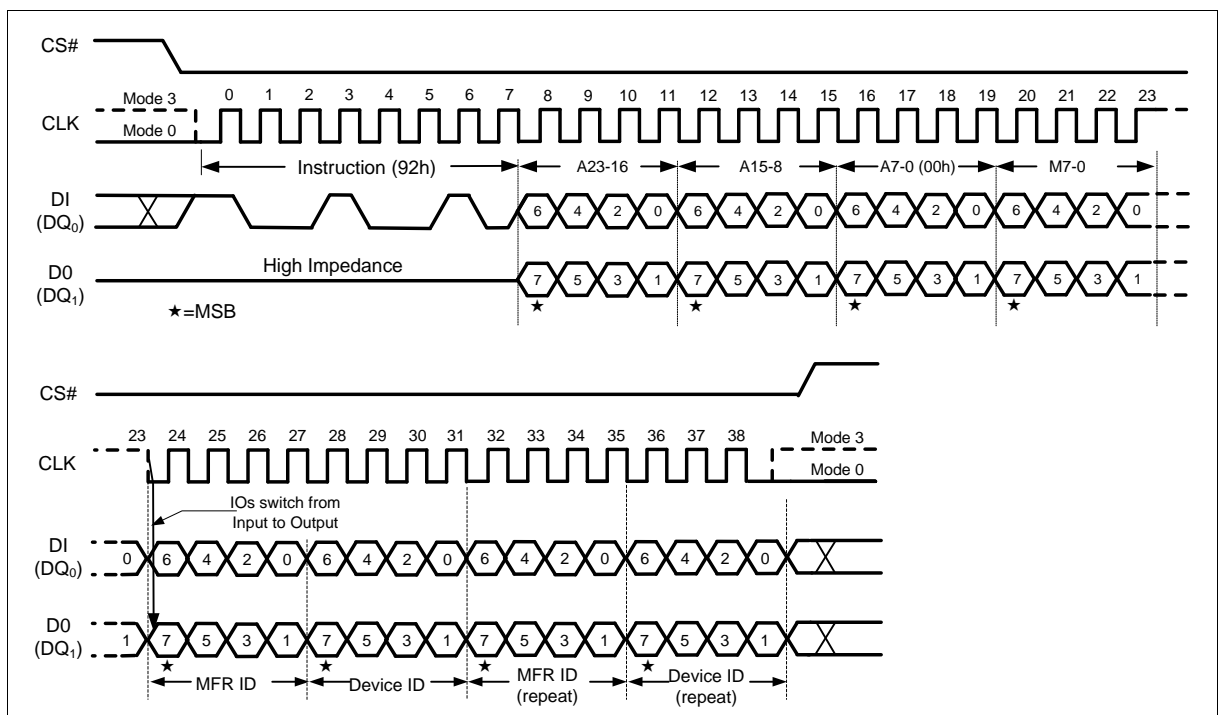 CS#
Mode 3
0 1 2 3 4 5 6 7 8 9 10 11 12 13 14 15 16 17 18 19 20 21 22 23
CLK
Mode 0
Instruction (92h) A23-16 A15-8 A7-0 (00h) M7-0
DI
(DQ0)
6 4 2 0 6 4 2 0 6 4 2 0 6 4 2 0
High Impedance
D0
(DQ1)
7 5 3 1 7 5 3 1 7 5 3 1 7 5 3 1
★=MSB ★ ★ ★ ★
CS#
23 24 25 26 27 28 29 30 31 32 33 34 35 36 37 38 Mode 3
CLK
Mode 0
IOs switch from
Input to Output
DI
(DQ0)
0 6 4 2 0 6 4 2 0 6 4 2 0 6 4 2 0
D0
(DQ1)
1 7 5 3 1 7 5 3 1 7 5 3 1 7 5 3 1
★ ★ ★ ★
MFR ID Device ID MFR ID
(repeat)
Device ID
(repeat)